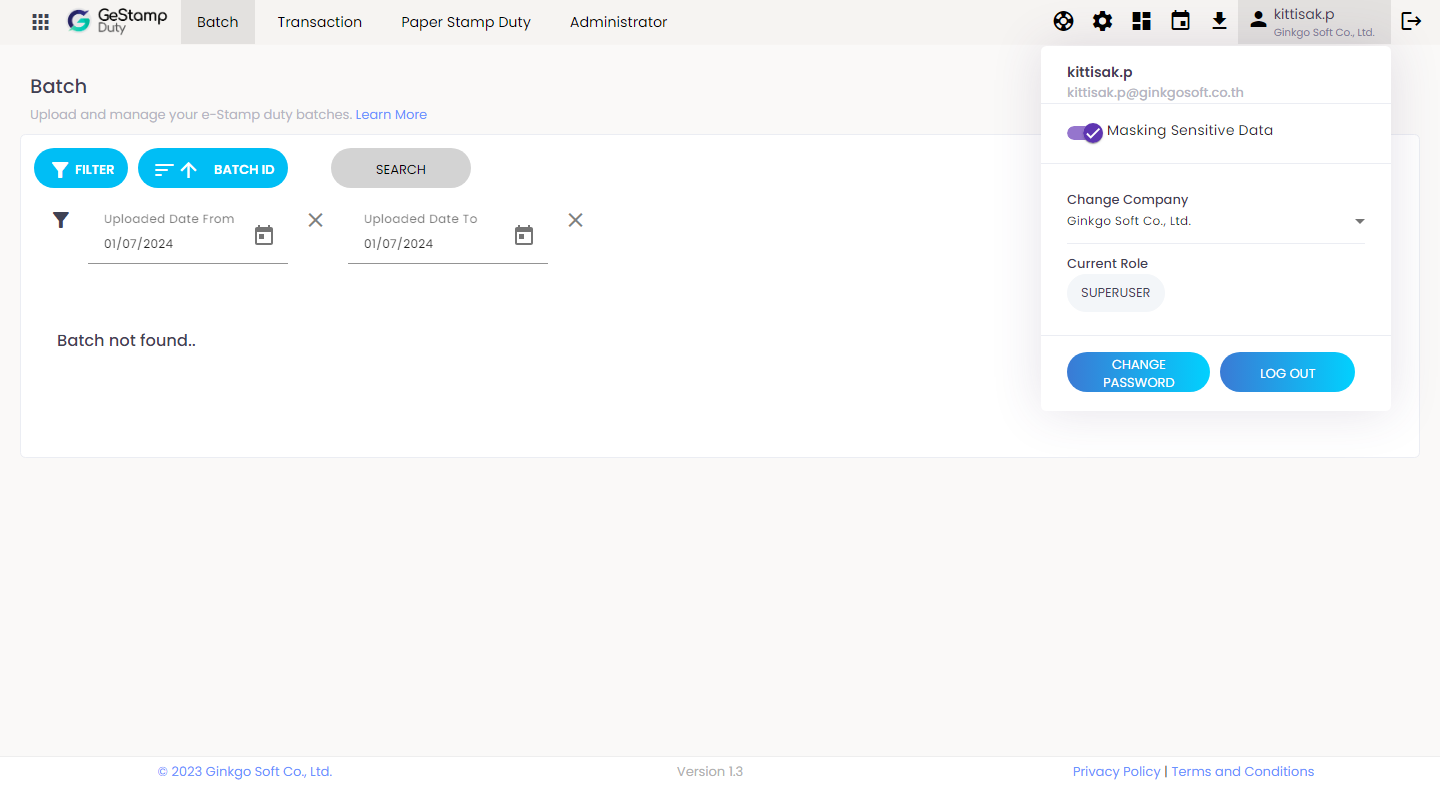 GeStamp
Duty
Batch
Transaction
Paper Stamp Duty
Administrator
kittisak.p
Ginkgo Soft Co., Ltd.
Batch
Upload and manage your e-Stamp duty batches. Learn More
FILTER
BATCH ID
SEARCH
Uploaded Date From
01/07/2024
Uploaded Date To
01/07/2024
Batch not found..
kittisak.p
kittisak.p@ginkgosoft.co.th
Masking Sensitive Data
Change Company
Ginkgo Soft Co., Ltd.
Current Role
SUPERUSER
CHANGE
PASSWORD
LOG OUT
© 2023 Ginkgo Soft Co., Ltd.
Version 1.3
Privacy Policy | Terms and Conditions